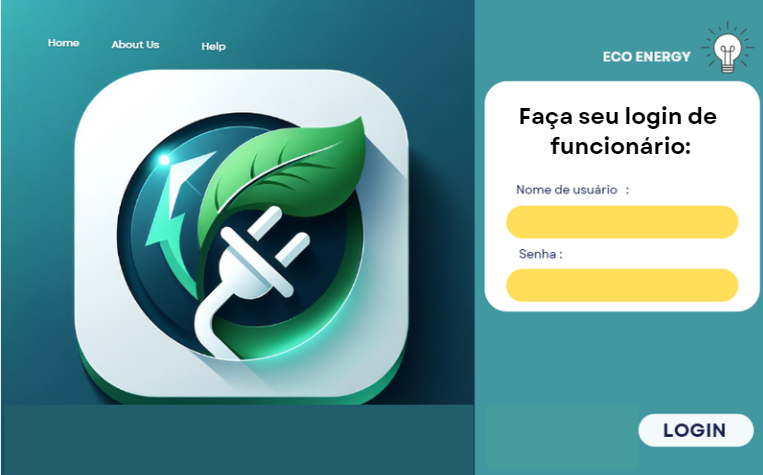 Home
About Us
Help
ECO ENERGY
Faça seu login de
funcionário:
Nome de usuário :
Senha :
LOGIN